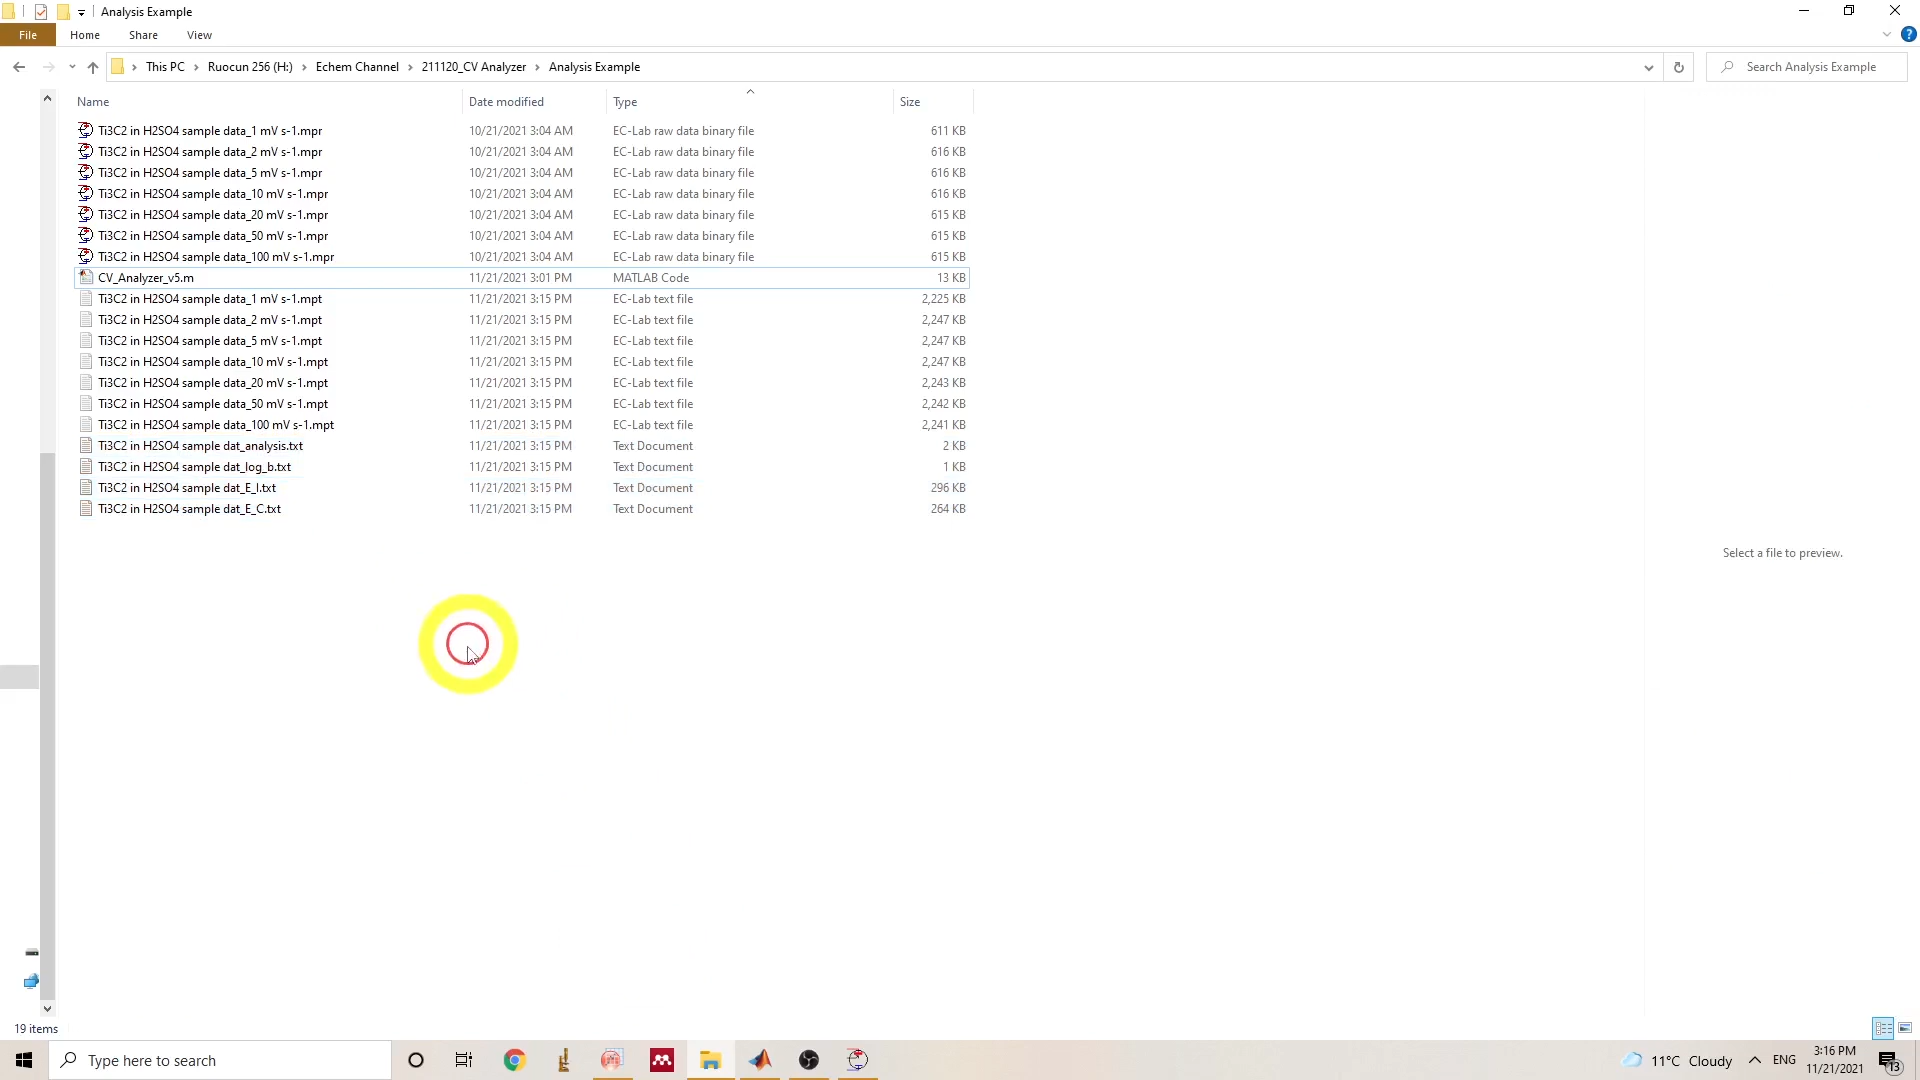 Analysis Example
File Home Share View
This PC Ruocun 256 (H:) Echem Channel 211120_CV Analyzer Analysis Example Search Analysis Example
Name Date modified Type Size
Ti3C2 in H2SO4 sample data_1 mV s-1.mpr 10/21/2021 3:04 AM EC-Lab raw data binary file 611 KB
Ti3C2 in H2SO4 sample data_2 mV s-1.mpr 10/21/2021 3:04 AM EC-Lab raw data binary file 616 KB
Ti3C2 in H2SO4 sample data_5 mV s-1.mpr 10/21/2021 3:04 AM EC-Lab raw data binary file 616 KB
Ti3C2 in H2SO4 sample data_10 mV s-1.mpr 10/21/2021 3:04 AM EC-Lab raw data binary file 616 KB
Ti3C2 in H2SO4 sample data_20 mV s-1.mpr 10/21/2021 3:04 AM EC-Lab raw data binary file 615 KB
Ti3C2 in H2SO4 sample data_50 mV s-1.mpr 10/21/2021 3:04 AM EC-Lab raw data binary file 615 KB
Ti3C2 in H2SO4 sample data_100 mV s-1.mpr 10/21/2021 3:04 AM EC-Lab raw data binary file 615 KB
CV_Analyzer_v5.m 11/21/2021 3:01 PM MATLAB Code 13 KB
Ti3C2 in H2SO4 sample data_1 mV s-1.mpt 11/21/2021 3:15 PM EC-Lab text file 2,225 KB
Ti3C2 in H2SO4 sample data_2 mV s-1.mpt 11/21/2021 3:15 PM EC-Lab text file 2,247 KB
Ti3C2 in H2SO4 sample data_5 mV s-1.mpt 11/21/2021 3:15 PM EC-Lab text file 2,247 KB
Ti3C2 in H2SO4 sample data_10 mV s-1.mpt 11/21/2021 3:15 PM EC-Lab text file 2,247 KB
Ti3C2 in H2SO4 sample data_20 mV s-1.mpt 11/21/2021 3:15 PM EC-Lab text file 2,243 KB
Ti3C2 in H2SO4 sample data_50 mV s-1.mpt 11/21/2021 3:15 PM EC-Lab text file 2,242 KB
Ti3C2 in H2SO4 sample data_100 mV s-1.mpt 11/21/2021 3:15 PM EC-Lab text file 2,241 KB
Ti3C2 in H2SO4 sample dat_analysis.txt 11/21/2021 3:15 PM Text Document 2 KB
Ti3C2 in H2SO4 sample dat_log_b.txt 11/21/2021 3:15 PM Text Document 1 KB
Ti3C2 in H2SO4 sample dat_E_I.txt 11/21/2021 3:15 PM Text Document 296 KB
Ti3C2 in H2SO4 sample dat_E_C.txt 11/21/2021 3:15 PM Text Document 264 KB
Select a file to preview.
19 items
Type here to search
11°C Cloudy ENG 3:16 PM
11/21/2021
13